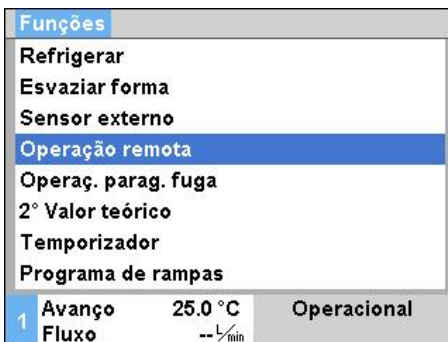 Funções
Refrigerar
Esvaziar forma
Sensor externo
Operação remota
Operaç. parag. fuga
2° Valor teórico
Temporizador
Programa de rampas
1 Avanço 25.0 °C Operacional
Fluxo -- L/min